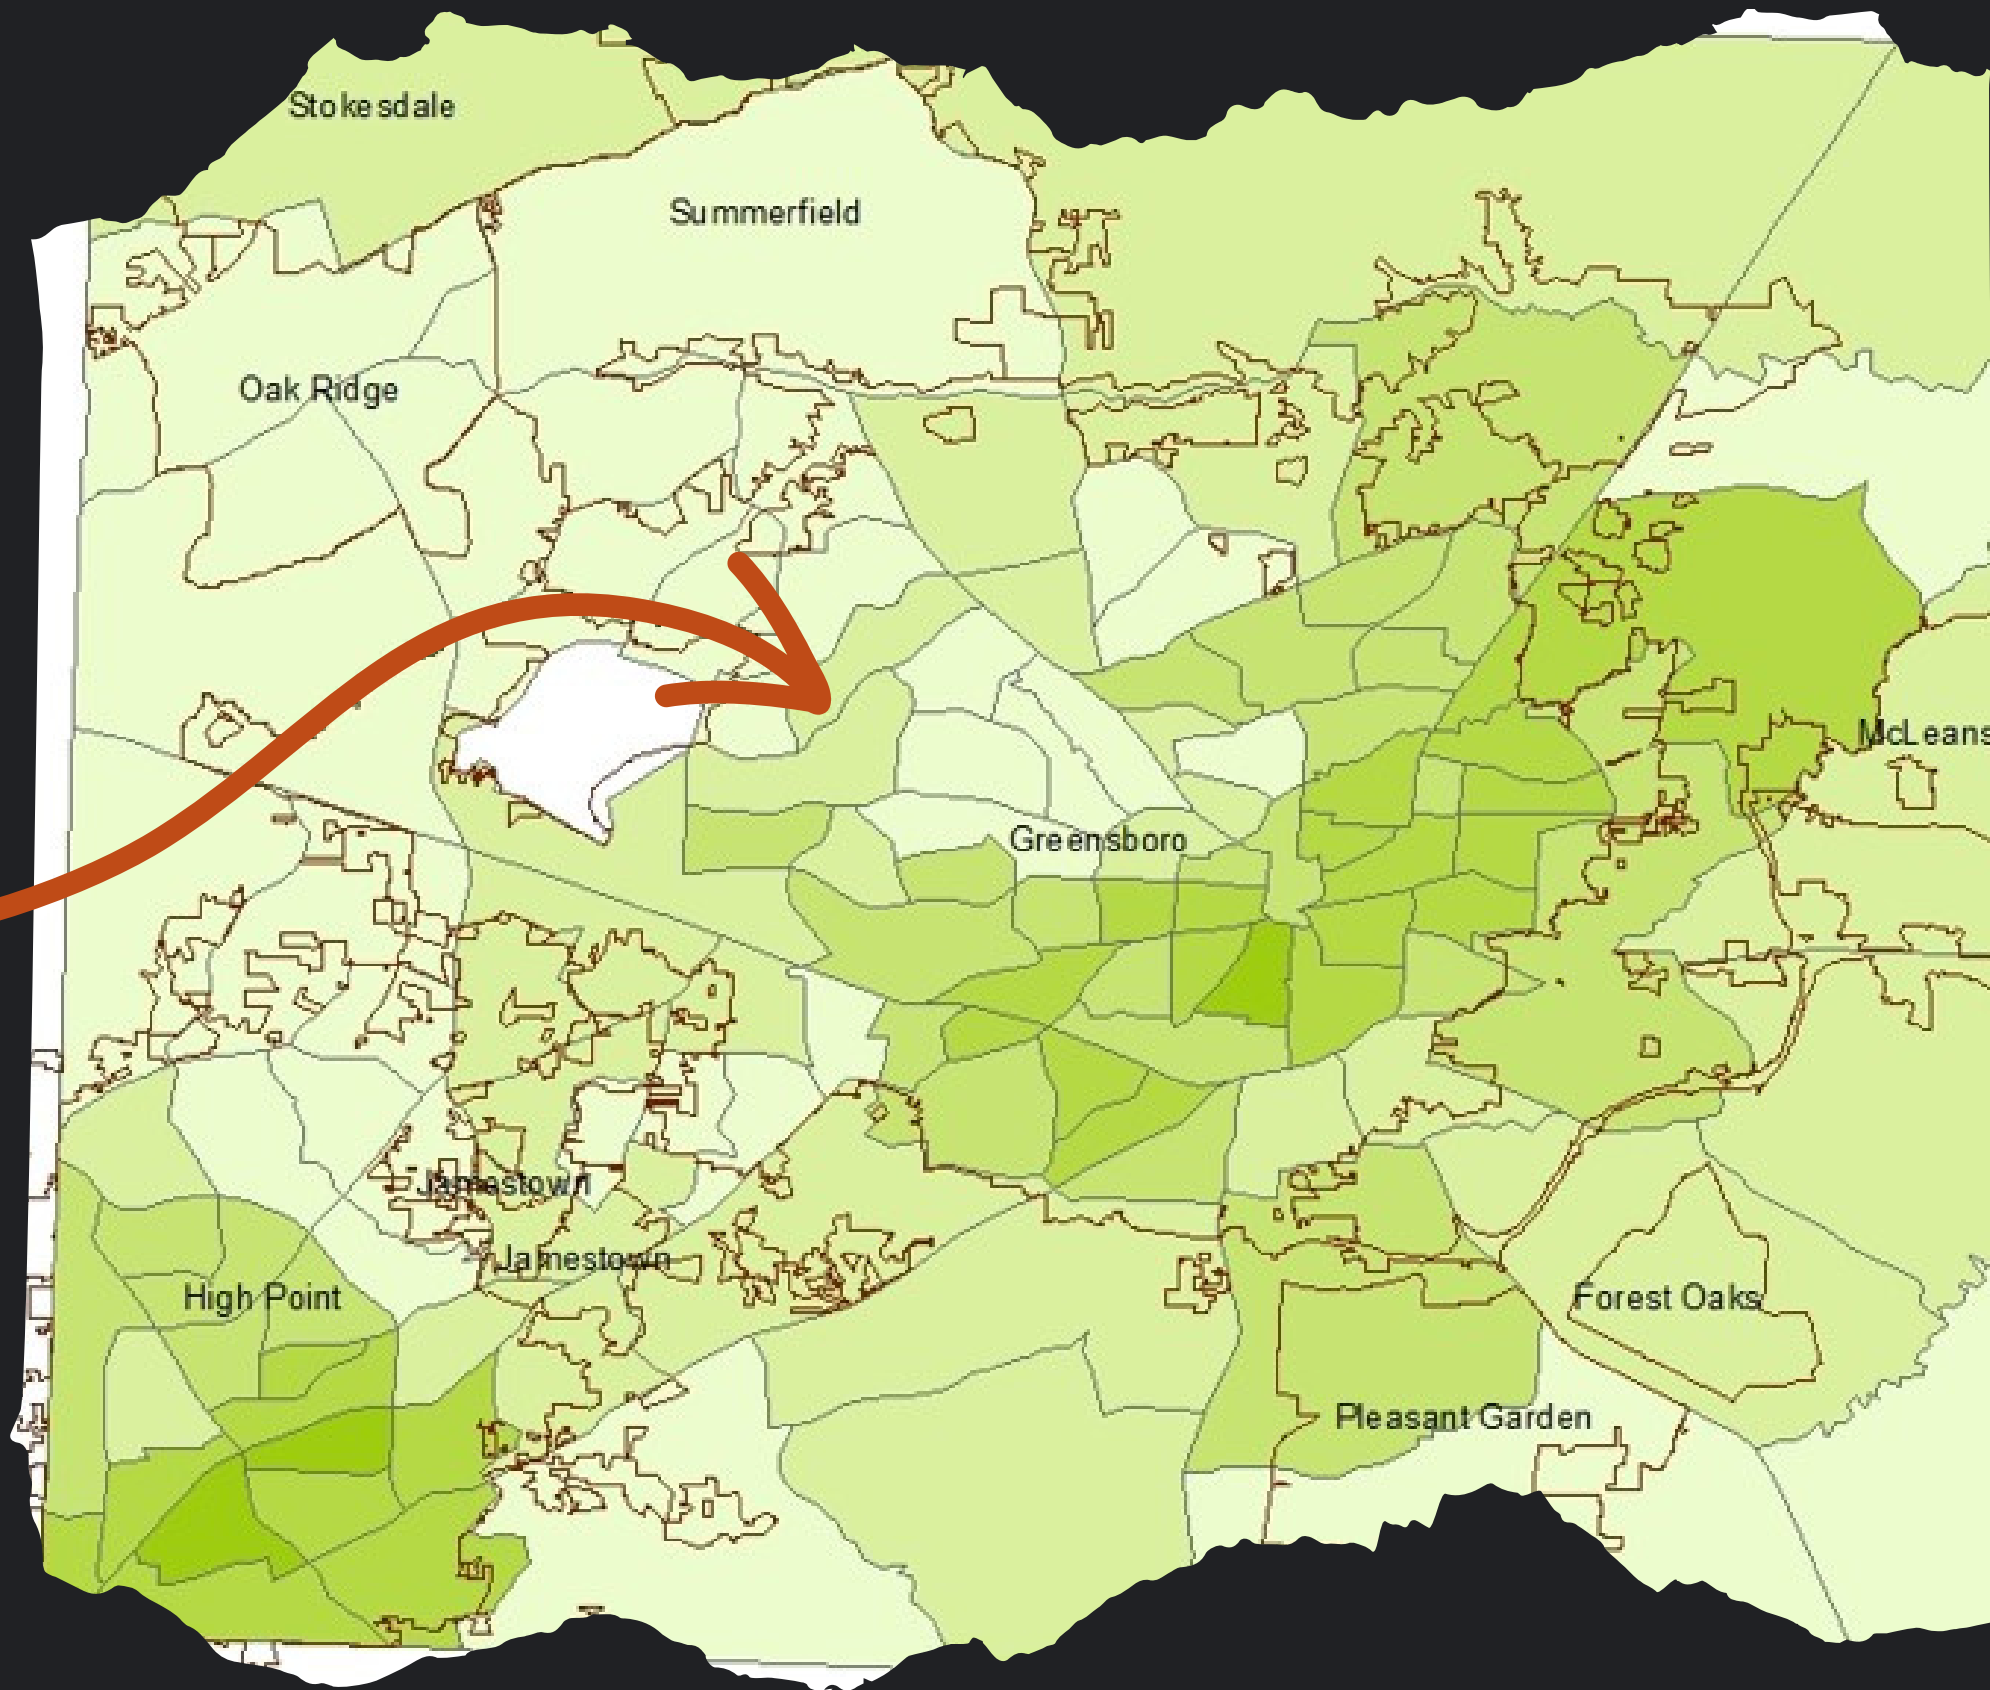 Stokesdale
Summerfield
Oak Ridge
McLeans
Greensboro
Jamestown
Jamestown
High Point
Forest Oaks
Pleasant Garden